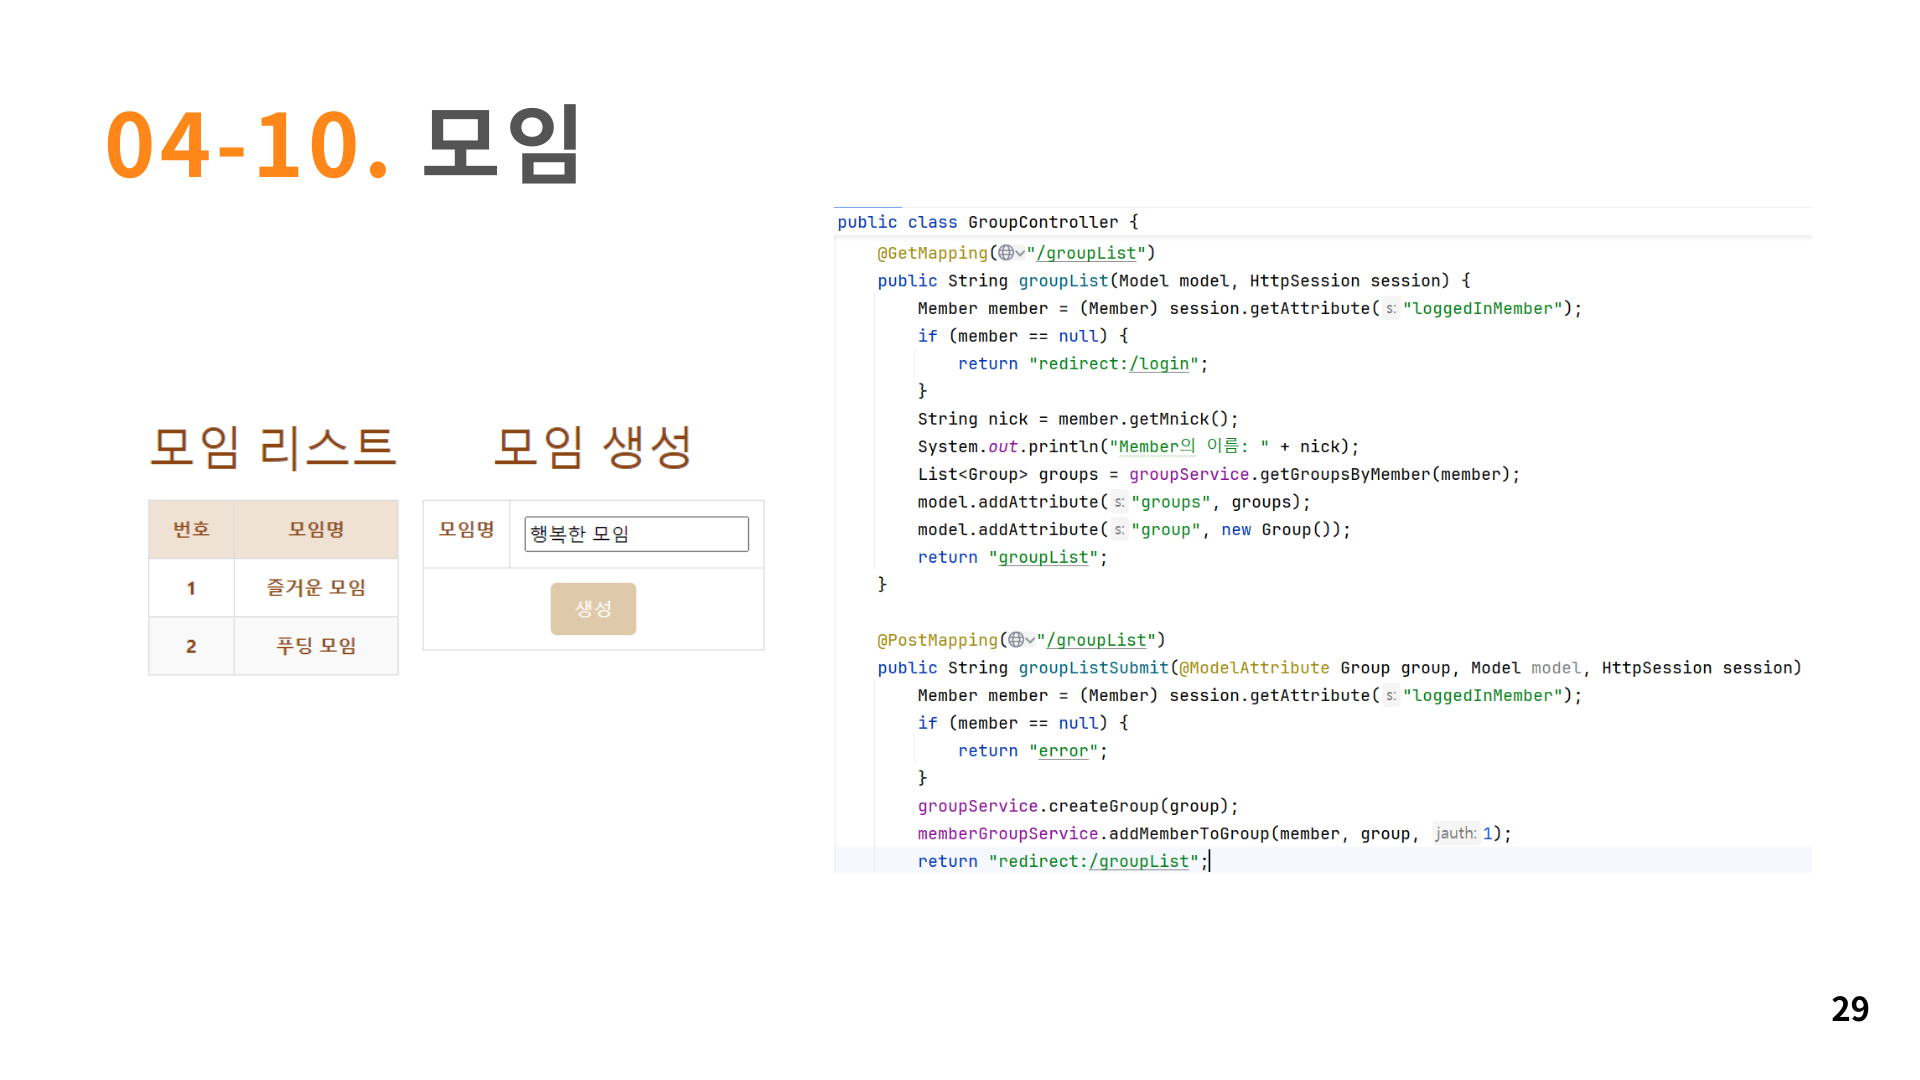 04-10. 모임
모임 리스트
번호 모임명
1 즐거운 모임
2 푸딩 모임
모임 생성
모임명 행복한 모임
생성
public class GroupController {
@GetMapping("/groupList")
public String groupList(Model model, HttpSession session) {
Member member = (Member) session.getAttribute( s: "loggedInMember");
if (member == null) {
return "redirect:/login";
}
String nick = member.getMnick();
System.out.println("Member의 이름: " + nick);
List<Group> groups = groupService.getGroupsByMember(member);
model.addAttribute( s: "groups", groups);
model.addAttribute( s: "group", new Group());
return "groupList";
}
@PostMapping("/groupList")
public String groupListSubmit(@ModelAttribute Group group, Model model, HttpSession session)
Member member = (Member) session.getAttribute( s: "loggedInMember");
if (member == null) {
return "error";
}
groupService.createGroup(group);
memberGroupService.addMemberToGroup(member, group, jauth: 1);
return "redirect:/groupList";
29